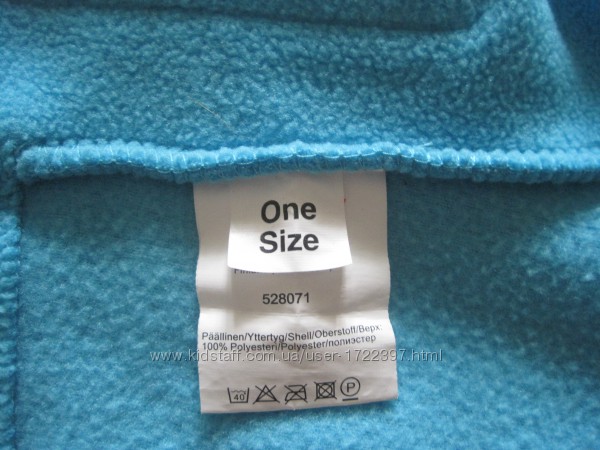 One
Size
528071
Päällinen/Yttertyg/Shell/Oberstoff/Верх:
100% Polyesteri/Polyester/полиэстер
www.kidstaff.com.ua/user-1722397.html
40
P